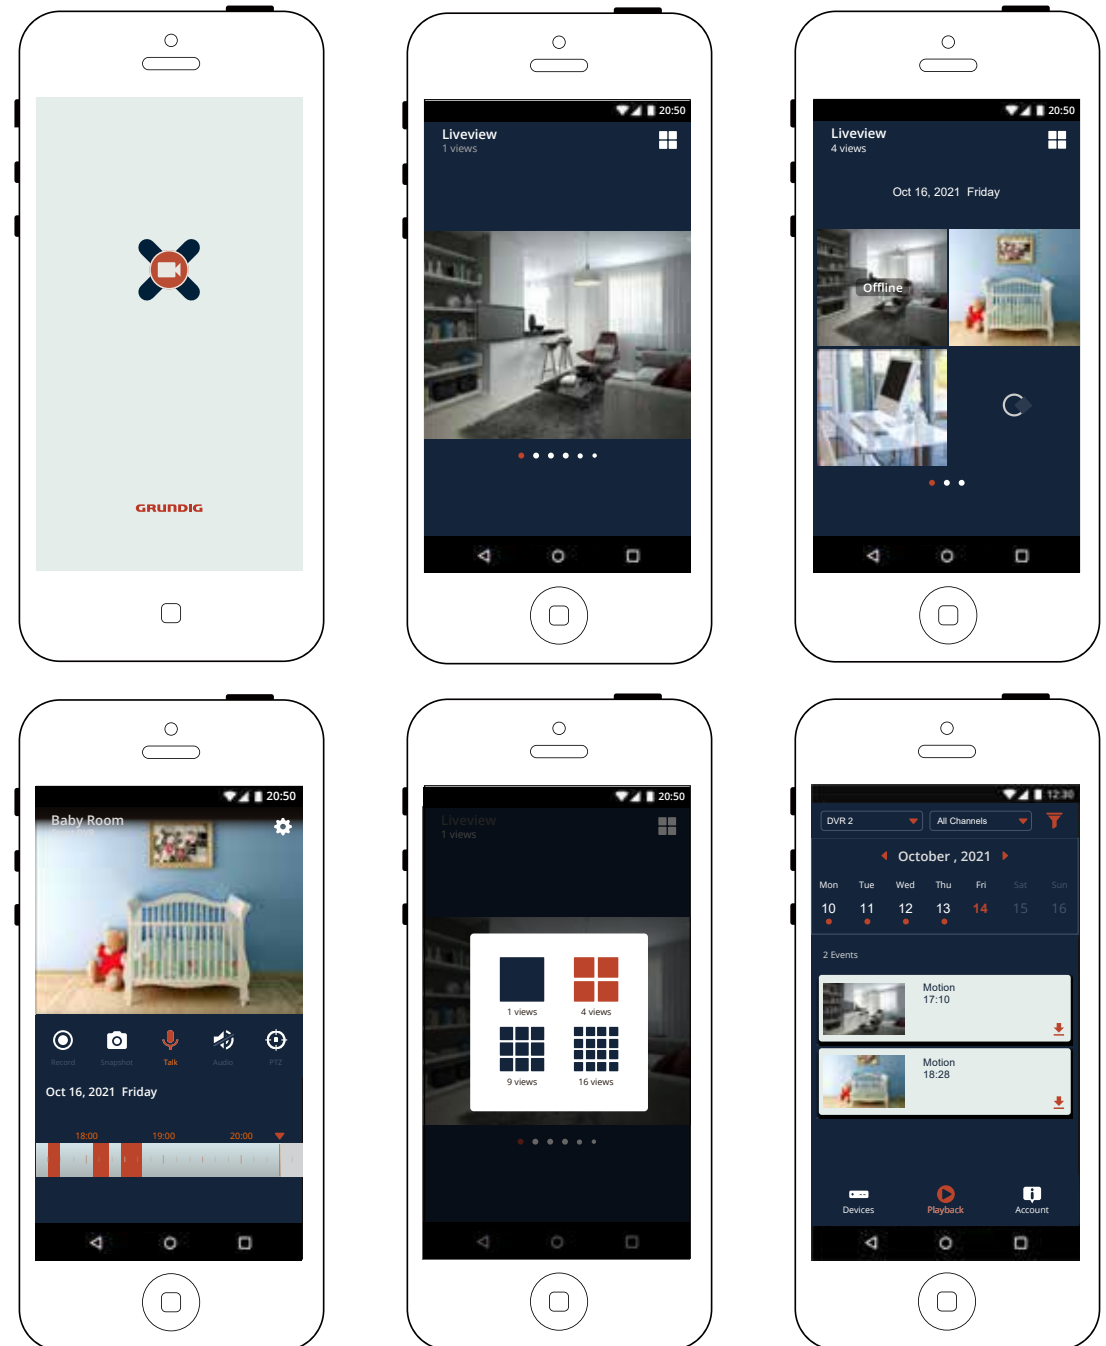 GRUNDIG
20:50
Liveview
1 views
20:50
Liveview
4 views
Oct 16, 2021 Friday
Offline
20:50
Baby Room
Record Snapshot Talk Audio PTZ
Oct 16, 2021 Friday
18:00 19:00 20:00
20:50
Liveview
1 views
1 views 4 views
9 views 16 views
12:30
DVR 2 All Channels
October , 2021
Mon Tue Wed Thu Fri Sat Sun
10 11 12 13 14 15 16
2 Events
Motion
17:10
Motion
18:28
Devices Playback Account